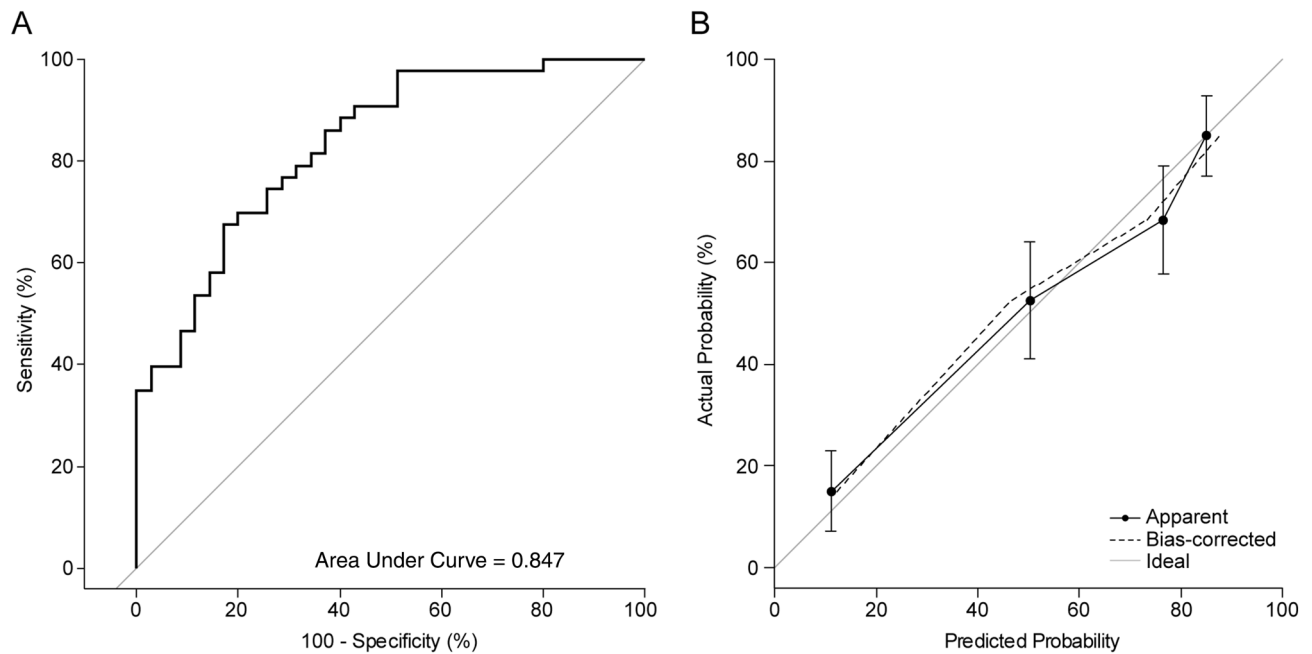 A
100
80
60
40
20
0
Sensitivity (%)
Area Under Curve = 0.847
0 20 40 60 80 100
100 - Specificity (%)
B
100
80
60
40
20
0
Actual Probability (%)
Apparent
Bias-corrected
Ideal
0 20 40 60 80 100
Predicted Probability